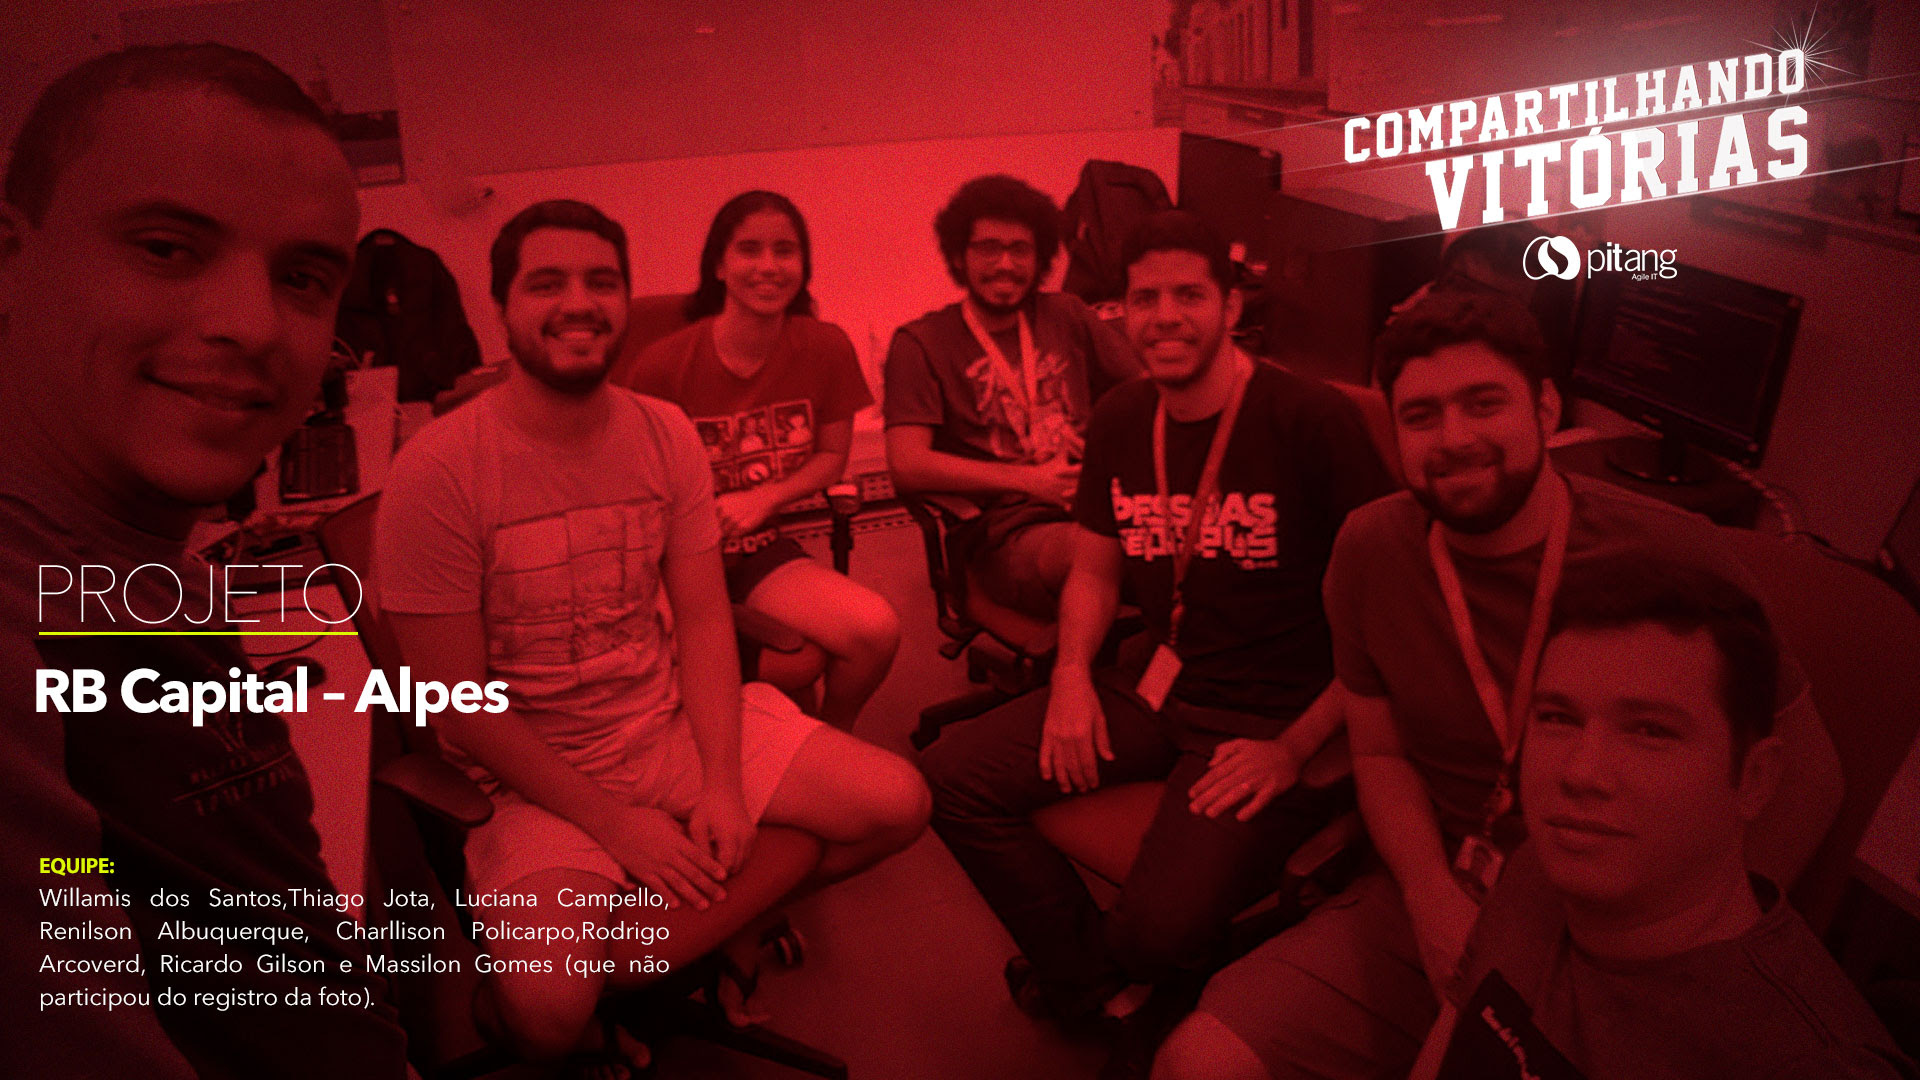 COMPARTILHANDO
VITÓRIAS
pitang
Agile IT
PESSOAS
PROJETO
RB Capital – Alpes
EQUIPE:
Willamis dos Santos,Thiago Jota, Luciana Campello,
Renilson Albuquerque, Charllison Policarpo,Rodrigo
Arcoverd, Ricardo Gilson e Massilon Gomes (que não
participou do registro da foto).